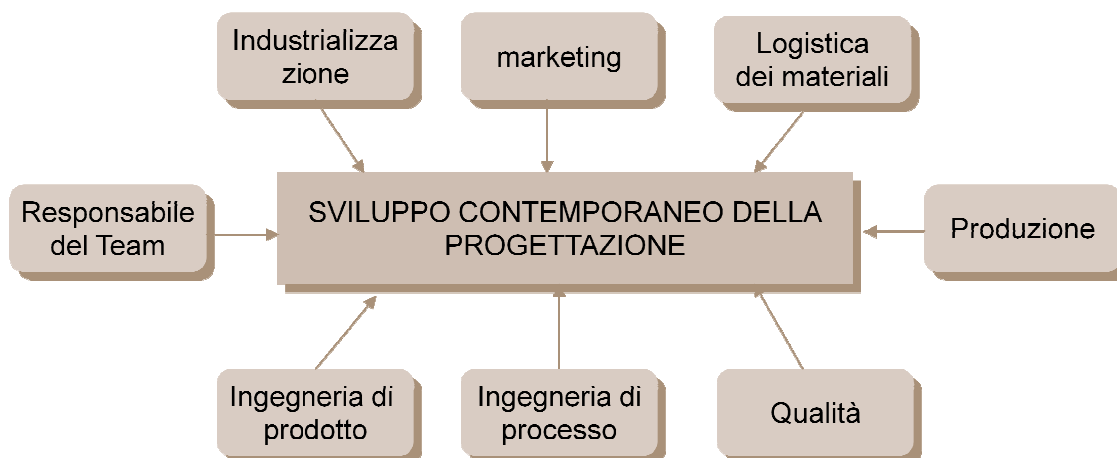 Industrializza
zione
marketing
Logistica
dei materiali
Responsabile
del Team
SVILUPPO CONTEMPORANEO DELLA
PROGETTAZIONE
Produzione
Ingegneria di
prodotto
Ingegneria di
processo
Qualità